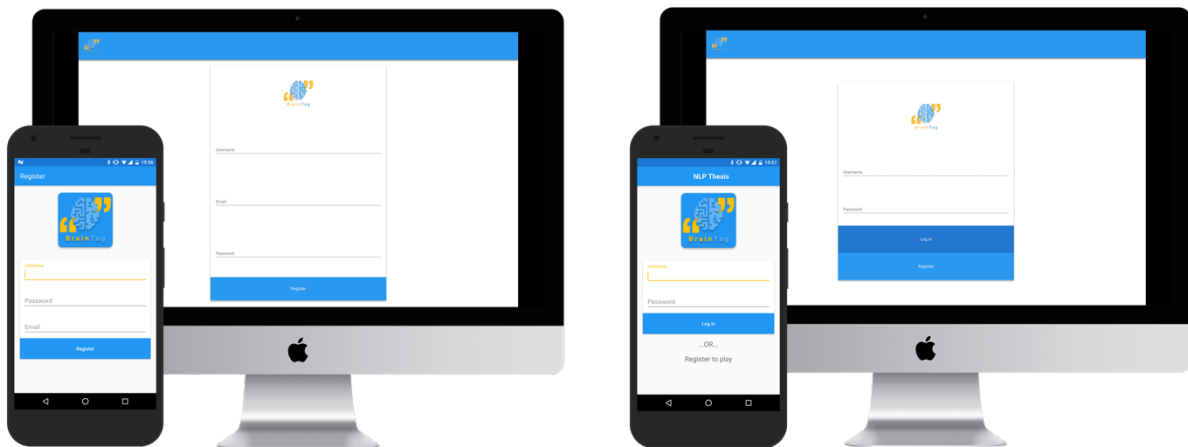 BrainTag
Username
Email
Password
Register
19:36
Register
BrainTag
Username
Password
Email
Register
BrainTag
Username
Password
Log in
Register
19:51
NLP Thesis
BrainTag
Username
Password
Log in
...OR...
Register to play